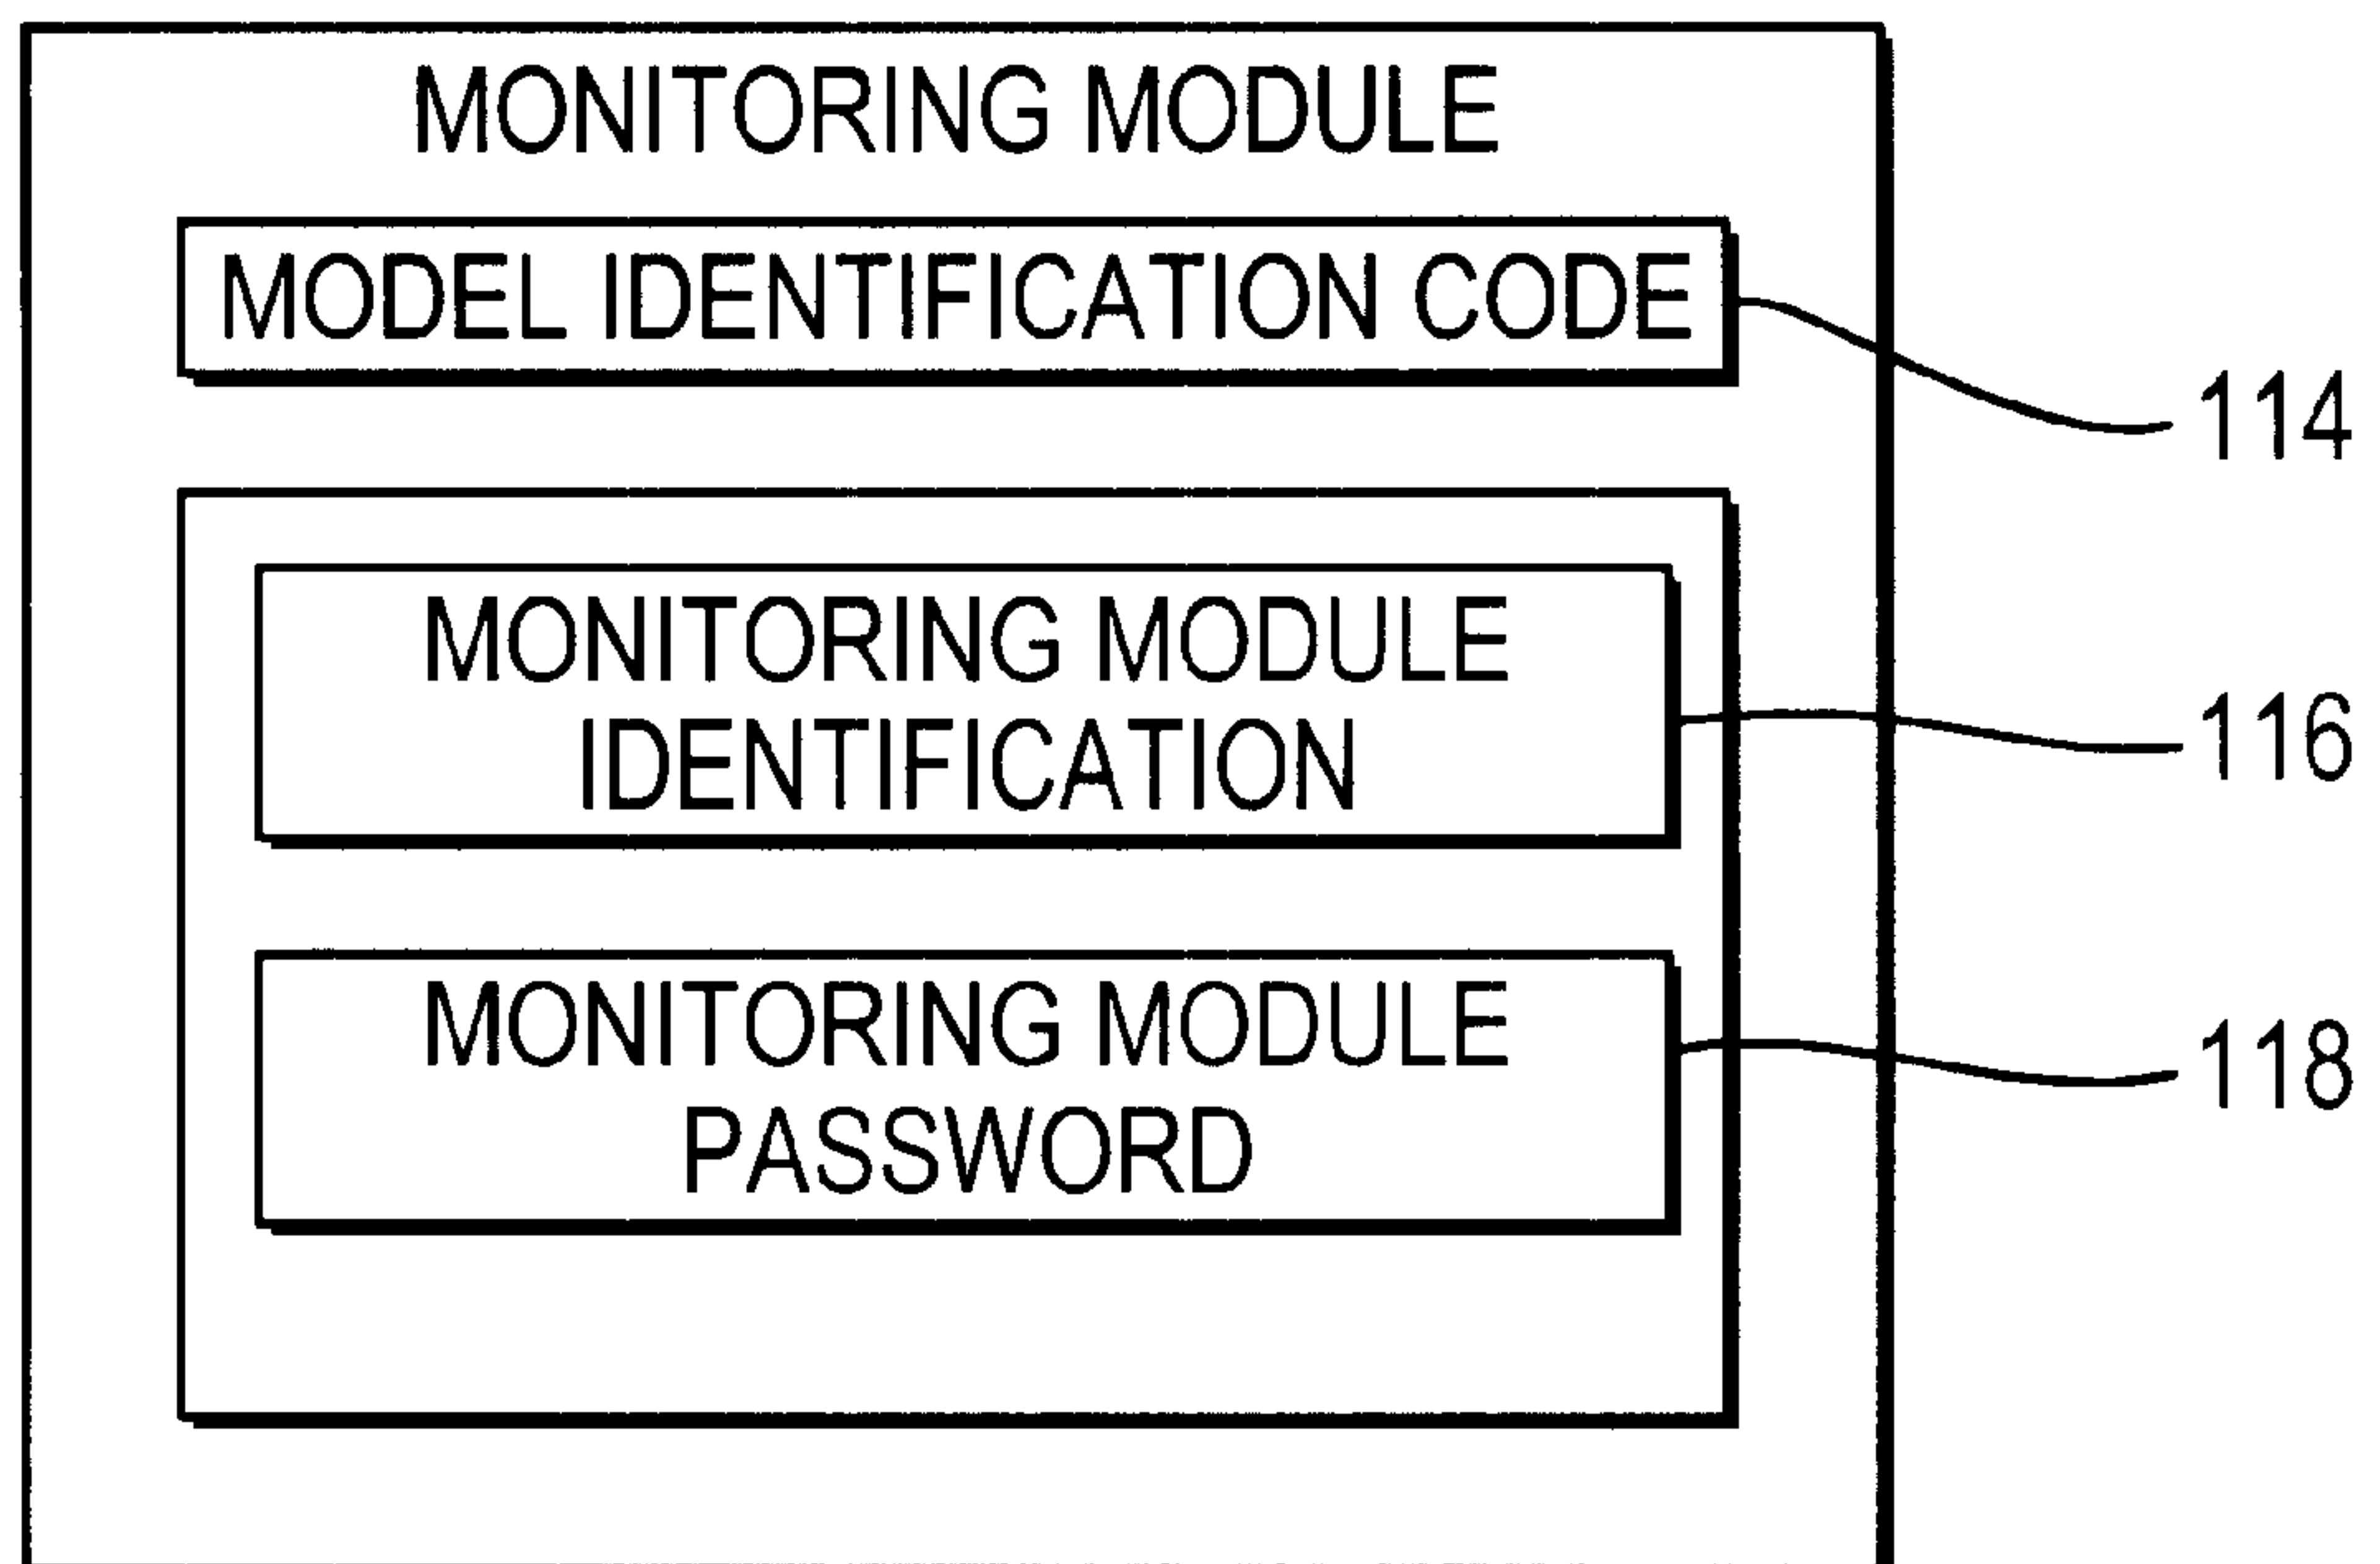 MONITORING MODULE
MODEL IDENTIFICATION CODE
114
MONITORING MODULE
IDENTIFICATION
116
MONITORING MODULE
PASSWORD
118